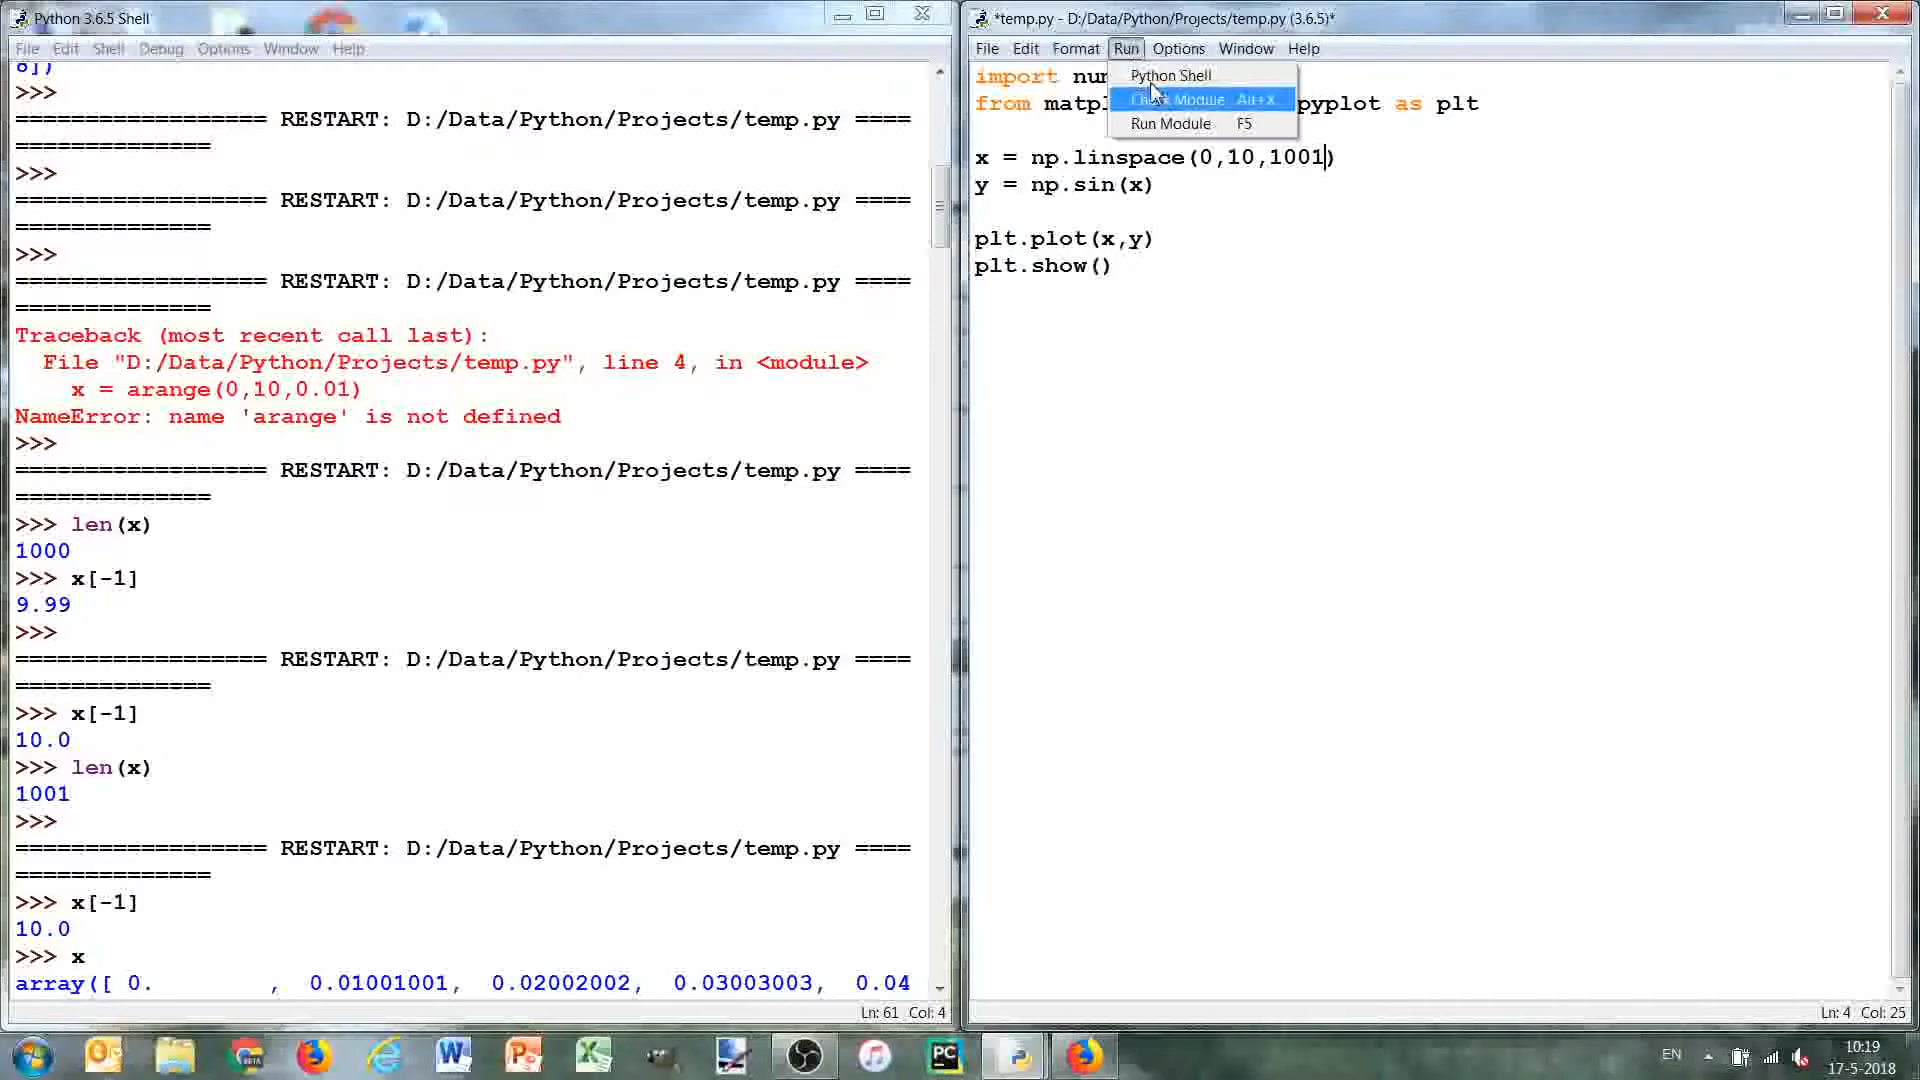 Python 3.6.5 Shell
File Edit Shell Debug Options Window Help
8])
>>>
================== RESTART: D:/Data/Python/Projects/temp.py ====
==============
>>>
================== RESTART: D:/Data/Python/Projects/temp.py ====
==============
>>>
================== RESTART: D:/Data/Python/Projects/temp.py ====
==============
Traceback (most recent call last):
  File "D:/Data/Python/Projects/temp.py", line 4, in <module>
    x = arange(0,10,0.01)
NameError: name 'arange' is not defined
>>>
================== RESTART: D:/Data/Python/Projects/temp.py ====
==============
>>> len(x)
1000
>>> x[-1]
9.99
>>>
================== RESTART: D:/Data/Python/Projects/temp.py ====
==============
>>> x[-1]
10.0
>>> len(x)
1001
>>>
================== RESTART: D:/Data/Python/Projects/temp.py ====
==============
>>> x[-1]
10.0
>>> x
array([ 0.        ,  0.01001001,  0.02002002,  0.03003003,  0.04
Ln: 61 Col: 4
*temp.py - D:/Data/Python/Projects/temp.py (3.6.5)*
File Edit Format Run Options Window Help
import
from pyplot as plt
Python Shell
Module Alt+X
Run Module F5
x = np.linspace(0,10,1001)
y = np.sin(x)
plt.plot(x,y)
plt.show()
Ln: 4 Col: 25
EN
10:19
17-5-2018
BETA
PC